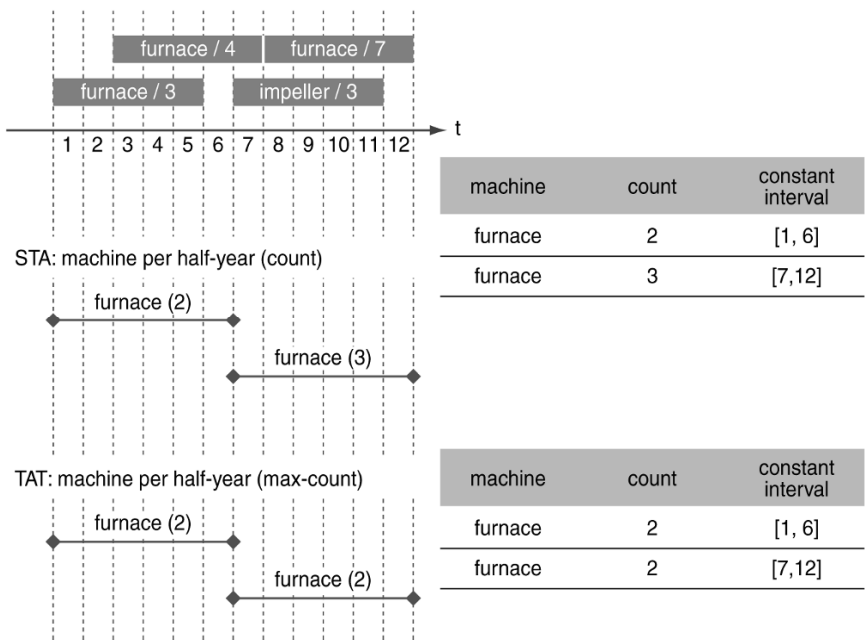 furnace / 4 furnace / 7
furnace / 3 impeller / 3
t
1 2 3 4 5 6 7 8 9 10 11 12
machine count constant interval
furnace 2 [1, 6]
furnace 3 [7,12]
STA: machine per half-year (count)
furnace (2)
furnace (3)
TAT: machine per half-year (max-count)
furnace (2)
furnace (2)
machine count constant interval
furnace 2 [1, 6]
furnace 2 [7,12]